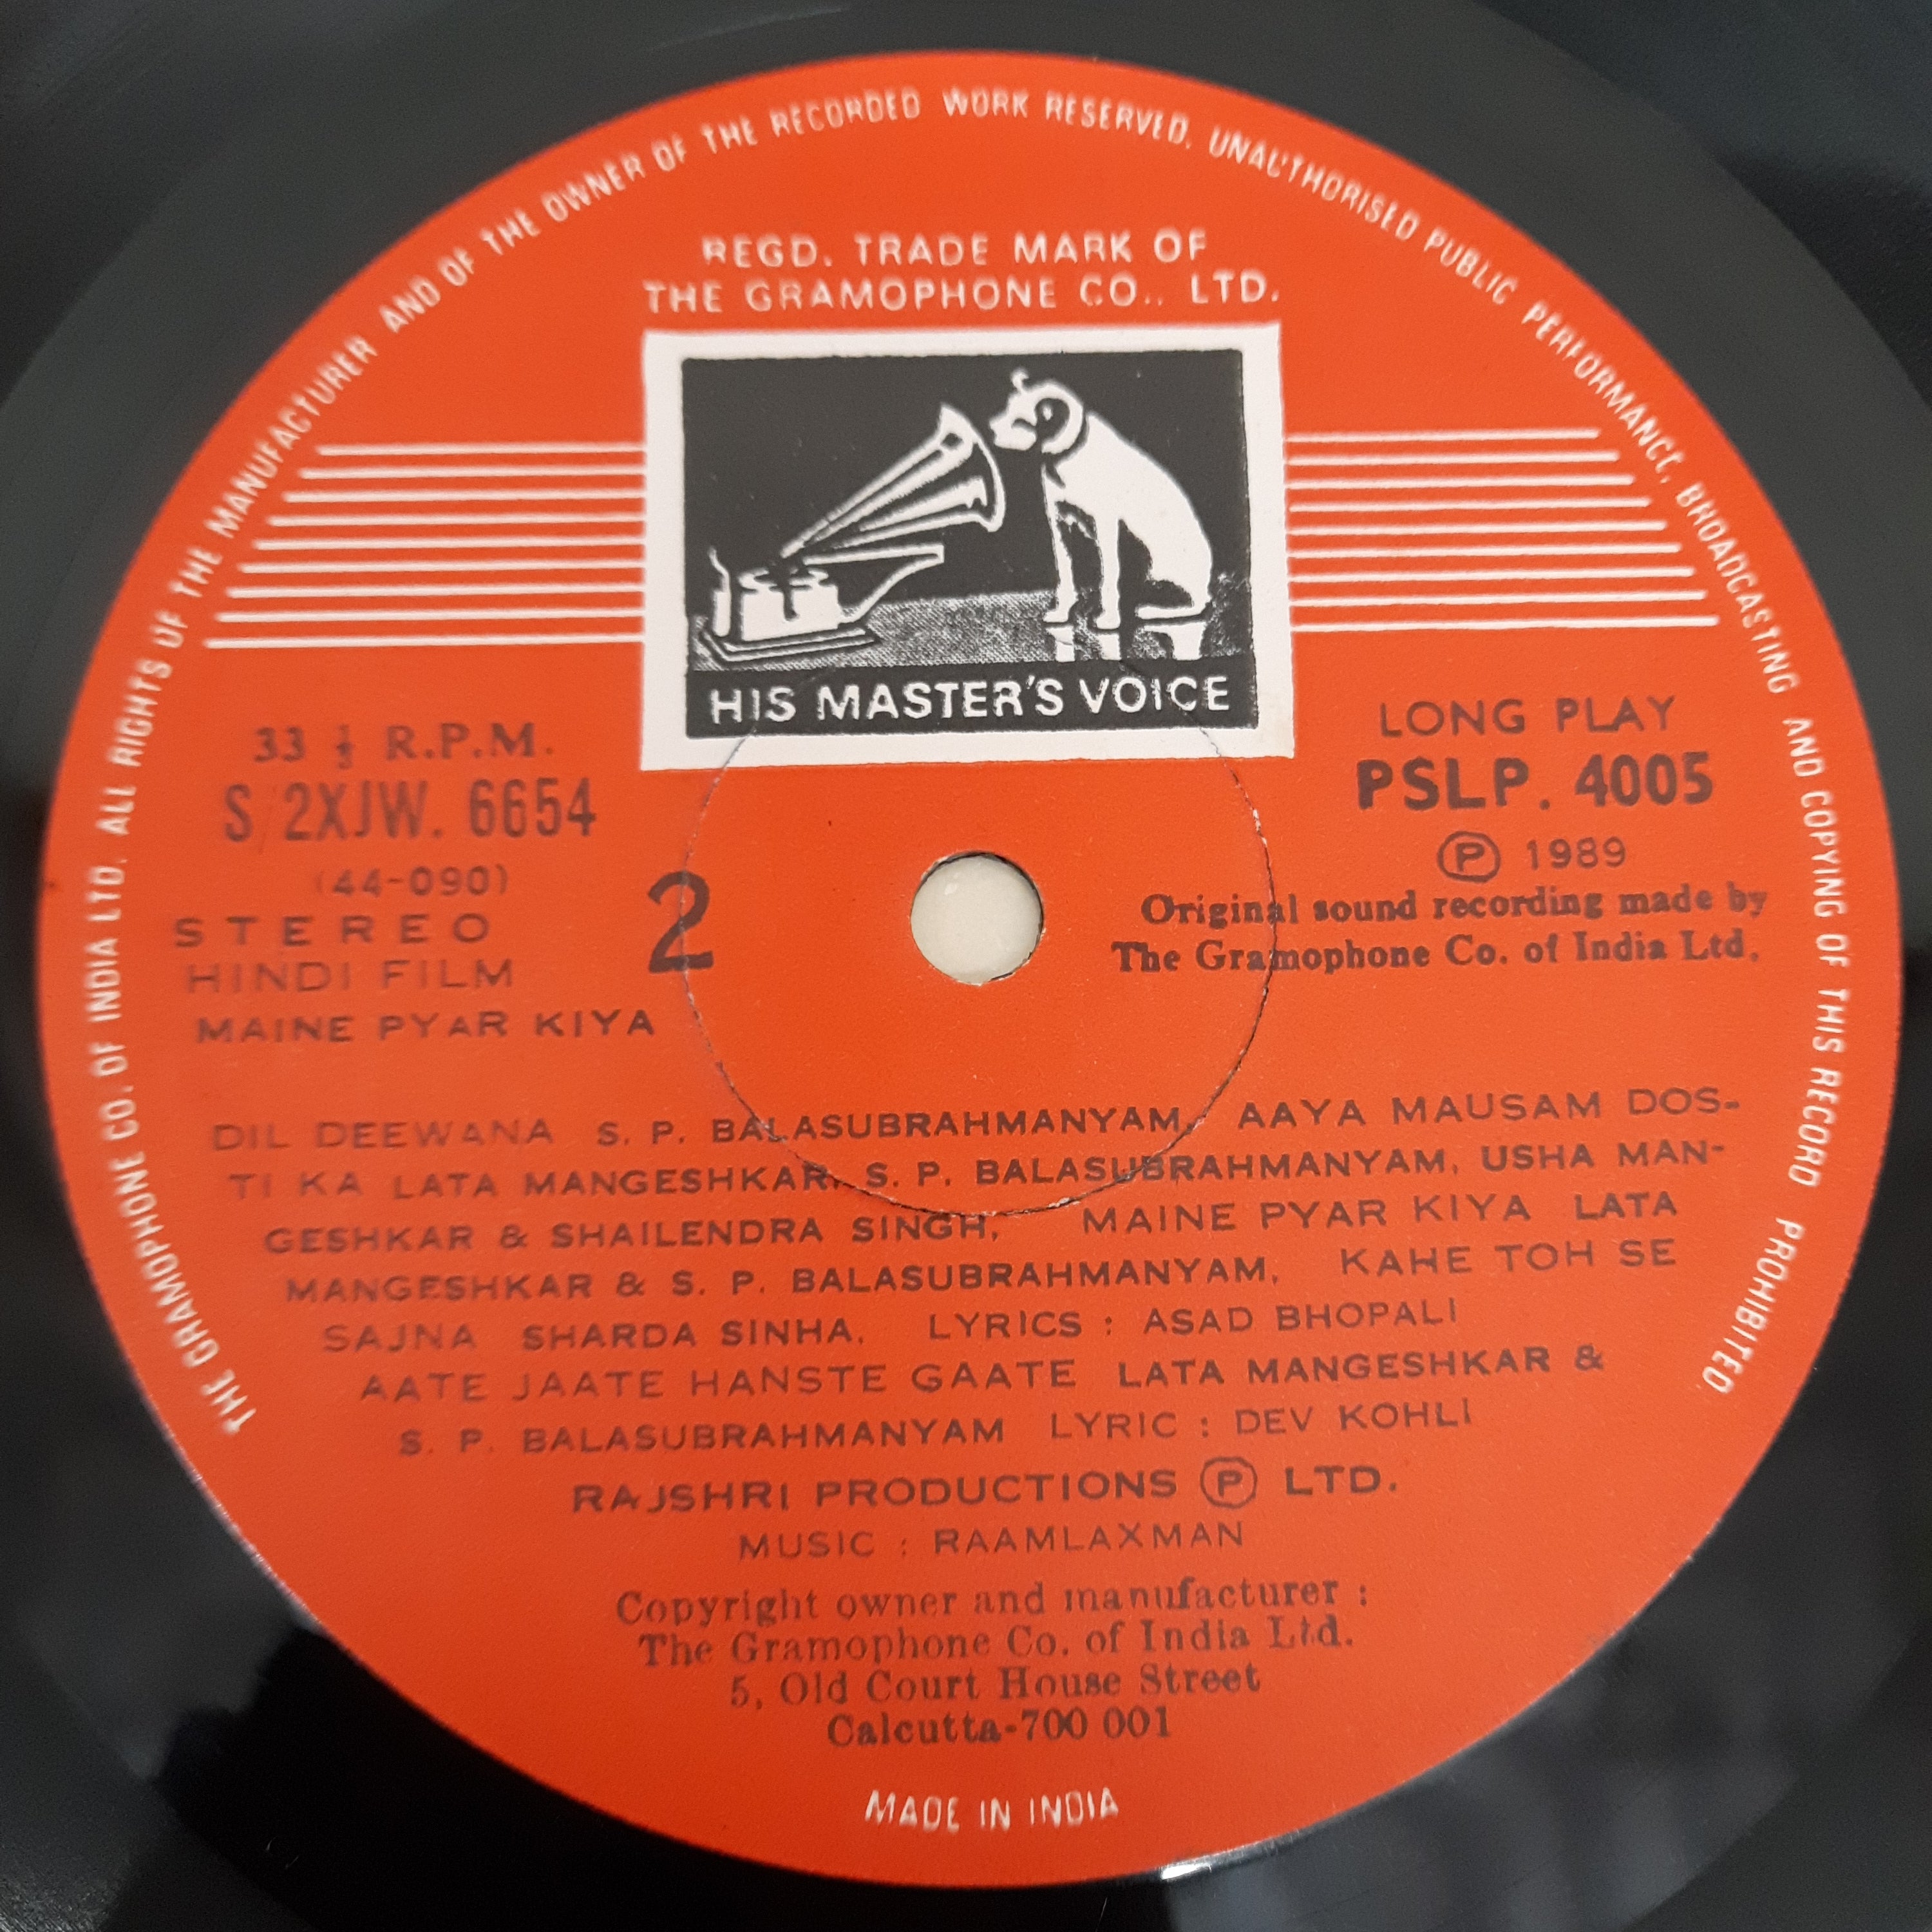 THE GRAMOPHONE CO. OF INDIA LTD. ALL RIGHTS OF THE MANUFACTURER AND OF THE OWNER OF THE RECORDED WORK RESERVED. UNAUTHORISED PUBLIC PERFORMANCE, BROADCASTING AND COPYING OF THIS RECORD PROHIBITED
REGD. TRADE MARK OF
THE GRAMOPHONE CO., LTD.
HIS MASTER'S VOICE
33 1/3 R.P.M.
S/2XJW. 6654
(44-090)
STEREO
HINDI FILM
MAINE PYAR KIYA
2
LONG PLAY
PSLP. 4005
Ⓟ 1989
Original sound recording made by
The Gramophone Co. of India Ltd.
DIL DEEWANA S. P. BALASUBRAHMANYAM, AAYA MAUSAM DOS-
TI KA LATA MANGESHKAR, S. P. BALASUBRAHMANYAM, USHA MAN-
GESHKAR & SHAILENDRA SINGH, MAINE PYAR KIYA LATA
MANGESHKAR & S. P. BALASUBRAHMANYAM, KAHE TOH SE
SAJNA SHARDA SINHA, LYRICS : ASAD BHOPALI
AATE JAATE HANSTE GAATE LATA MANGESHKAR &
S. P. BALASUBRAHMANYAM LYRIC : DEV KOHLI
RAJSHRI PRODUCTIONS Ⓟ LTD.
MUSIC : RAAMLAXMAN
Copyright owner and manufacturer :
The Gramophone Co. of India Ltd.
5, Old Court House Street
Calcutta-700 001
MADE IN INDIA